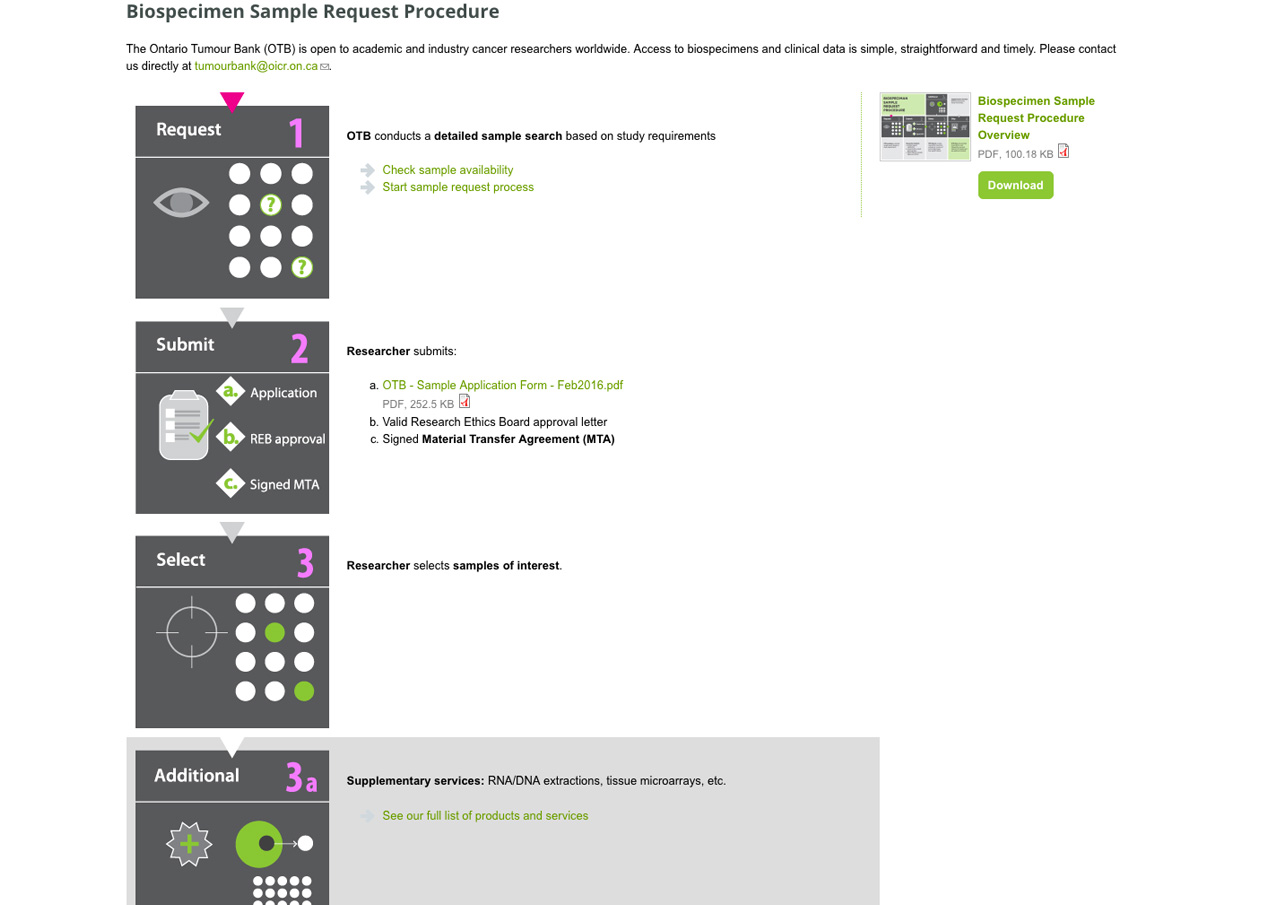 Biospecimen Sample Request Procedure
The Ontario Tumour Bank (OTB) is open to academic and industry cancer researchers worldwide. Access to biospecimens and clinical data is simple, straightforward and timely. Please contact
us directly at tumourbank@oicr.on.ca.
Request 1
?
?
OTB conducts a detailed sample search based on study requirements
Check sample availability
Start sample request process
Biospecimen Sample
Request Procedure
Overview
PDF, 100.18 KB
Download
Submit 2
a. Application
b. REB approval
c. Signed MTA
Researcher submits:
a. OTB - Sample Application Form - Feb2016.pdf
PDF, 252.5 KB
b. Valid Research Ethics Board approval letter
c. Signed Material Transfer Agreement (MTA)
Select 3
Researcher selects samples of interest.
Additional 3a
Supplementary services: RNA/DNA extractions, tissue microarrays, etc.
See our full list of products and services